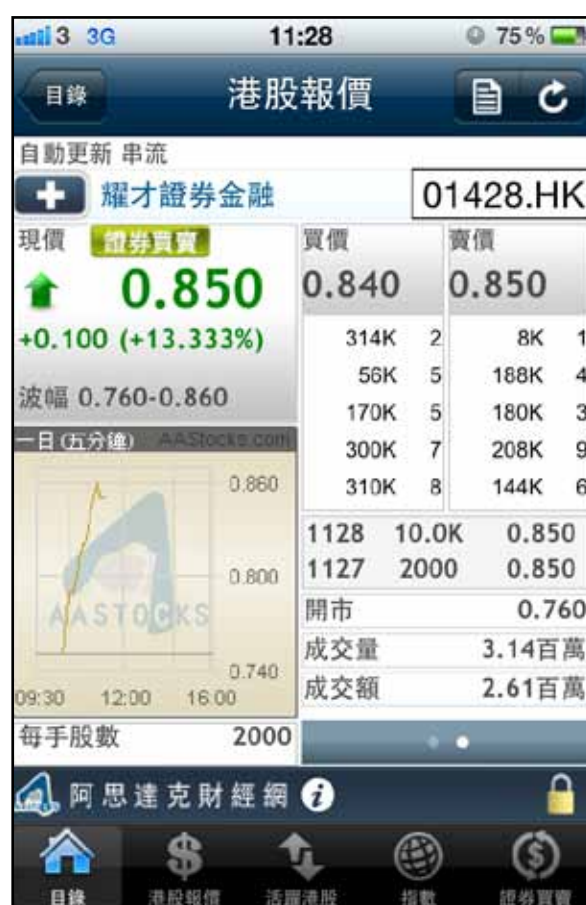 3 3G 11:28 75%
目錄 港股報價
自動更新 串流
耀才證券金融 01428.HK
現價 證券買賣
0.850
+0.100 (+13.333%)
波幅 0.760-0.860
買價 賣價
0.840 0.850
314K 2 8K 1
56K 5 188K 4
170K 5 180K 3
300K 7 208K 9
310K 8 144K 6
一日 (五分鐘) AAStocks.com
0.860
0.800
0.740
AASTOCKS
09:30 12:00 16:00
1128 10.0K 0.850
1127 2000 0.850
開市 0.760
成交量 3.14百萬
成交額 2.61百萬
每手股數 2000
阿思達克財經網
目錄 港股報價 活躍港股 指數 證券買賣